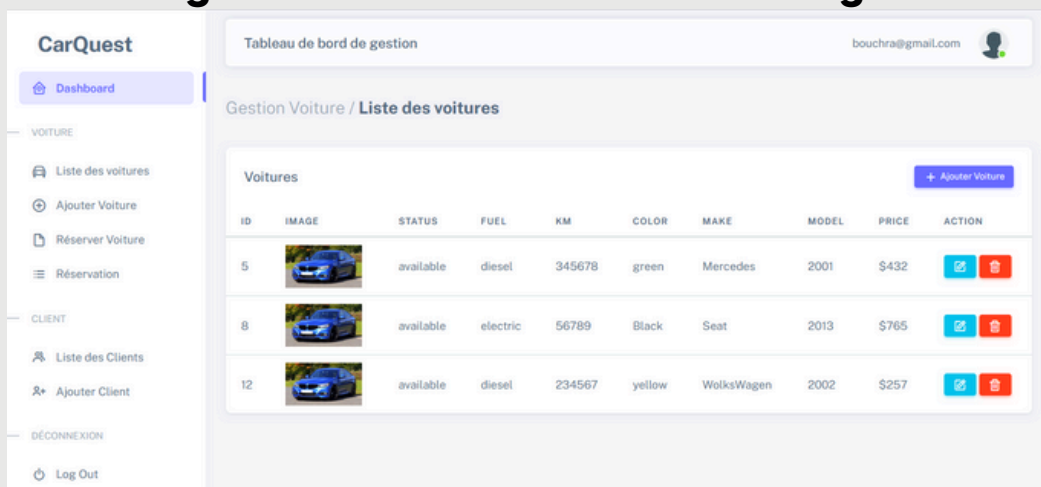 CarQuest
Tableau de bord de gestion
bouchra@gmail.com
Dashboard
VOITURE
Liste des voitures
Ajouter Voiture
Réserver Voiture
Réservation
CLIENT
Liste des Clients
Ajouter Client
DÉCONNEXION
Log Out
Gestion Voiture / Liste des voitures
Voitures
+ Ajouter Voiture
ID IMAGE STATUS FUEL KM COLOR MAKE MODEL PRICE ACTION
5 available diesel 345678 green Mercedes 2001 $432
8 available electric 56789 Black Seat 2013 $765
12 available diesel 234567 yellow WolksWagen 2002 $257